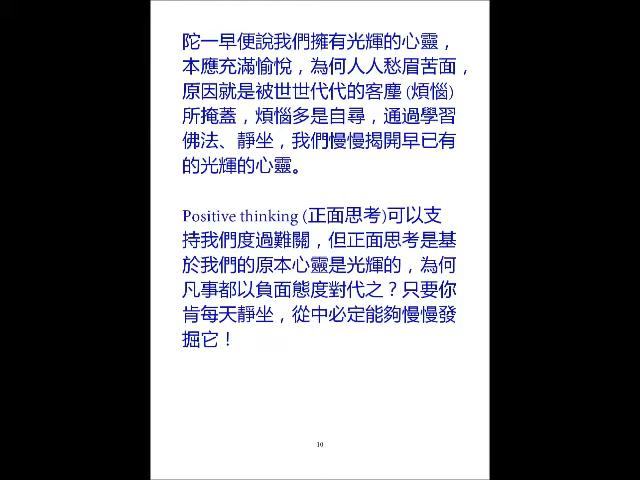 陀一早便說我們擁有光輝的心靈，
本應充滿愉悅，為何人人愁眉苦面，
原因就是被世世代代的客塵 (煩惱)
所掩蓋，煩惱多是自尋，通過學習
佛法、靜坐，我們慢慢揭開早已有
的光輝的心靈。
Positive thinking (正面思考)可以支
持我們度過難關，但正面思考是基
於我們的原本心靈是光輝的，為何
凡事都以負面態度對代之？只要你
肯每天靜坐，從中必定能夠慢慢發
掘它！
10